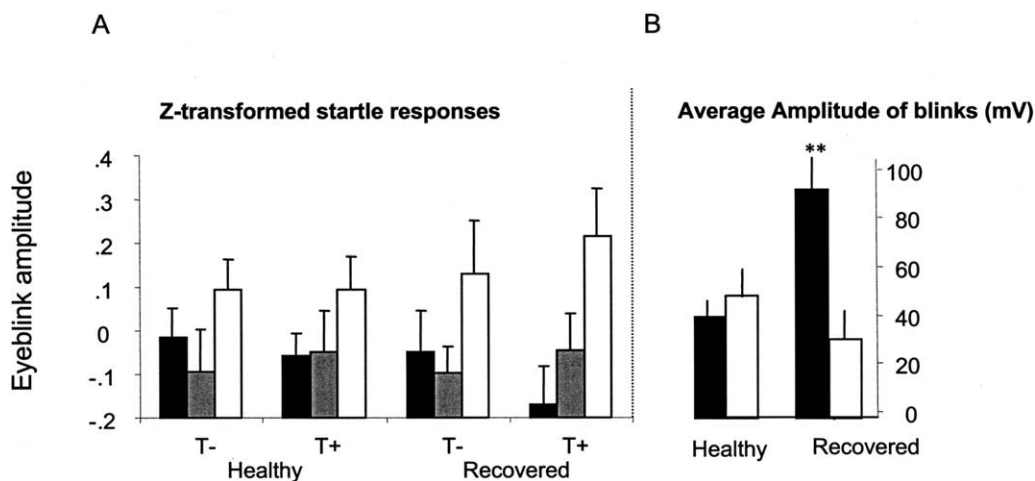 A
B
Z-transformed startle responses
Average Amplitude of blinks (mV)
Eyeblink amplitude
.4
.3
.2
.1
0
-.1
-.2
T-
T+
T-
T+
Healthy
Recovered
**
100
80
60
40
20
0
Healthy
Recovered